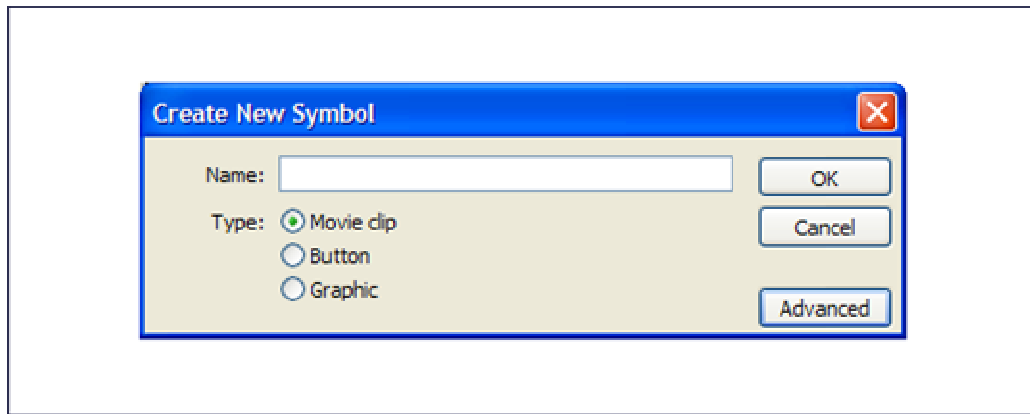 Create New Symbol
Name:
OK
Type:
Movie clip
Cancel
Button
Graphic
Advanced